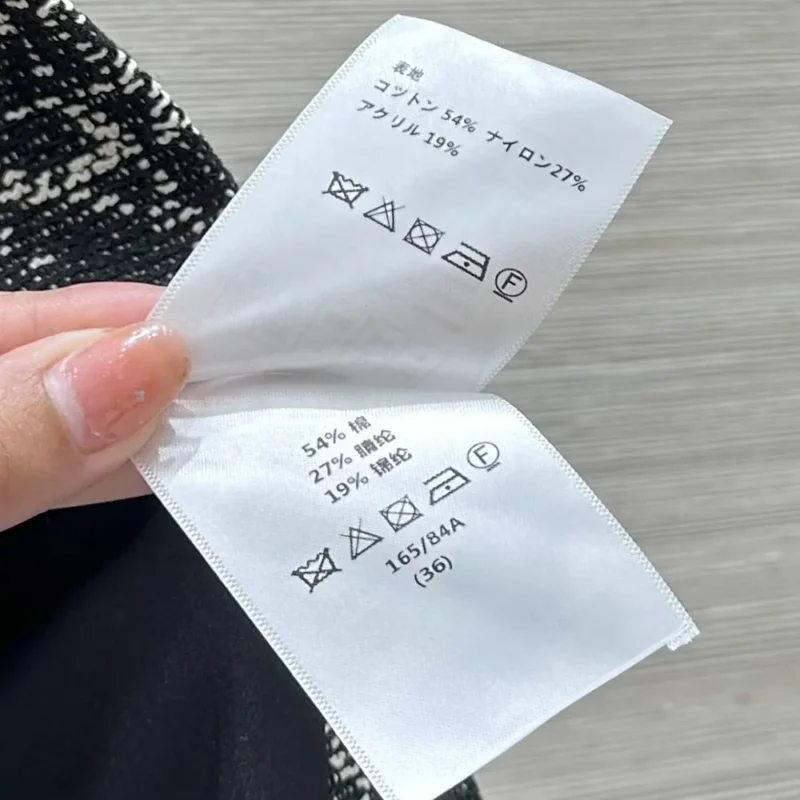 表地
コットン 54% ナイロン27%
アクリル 19%
F
54% 棉
27% 腈纶
19% 锦纶
F
165/84A
(36)